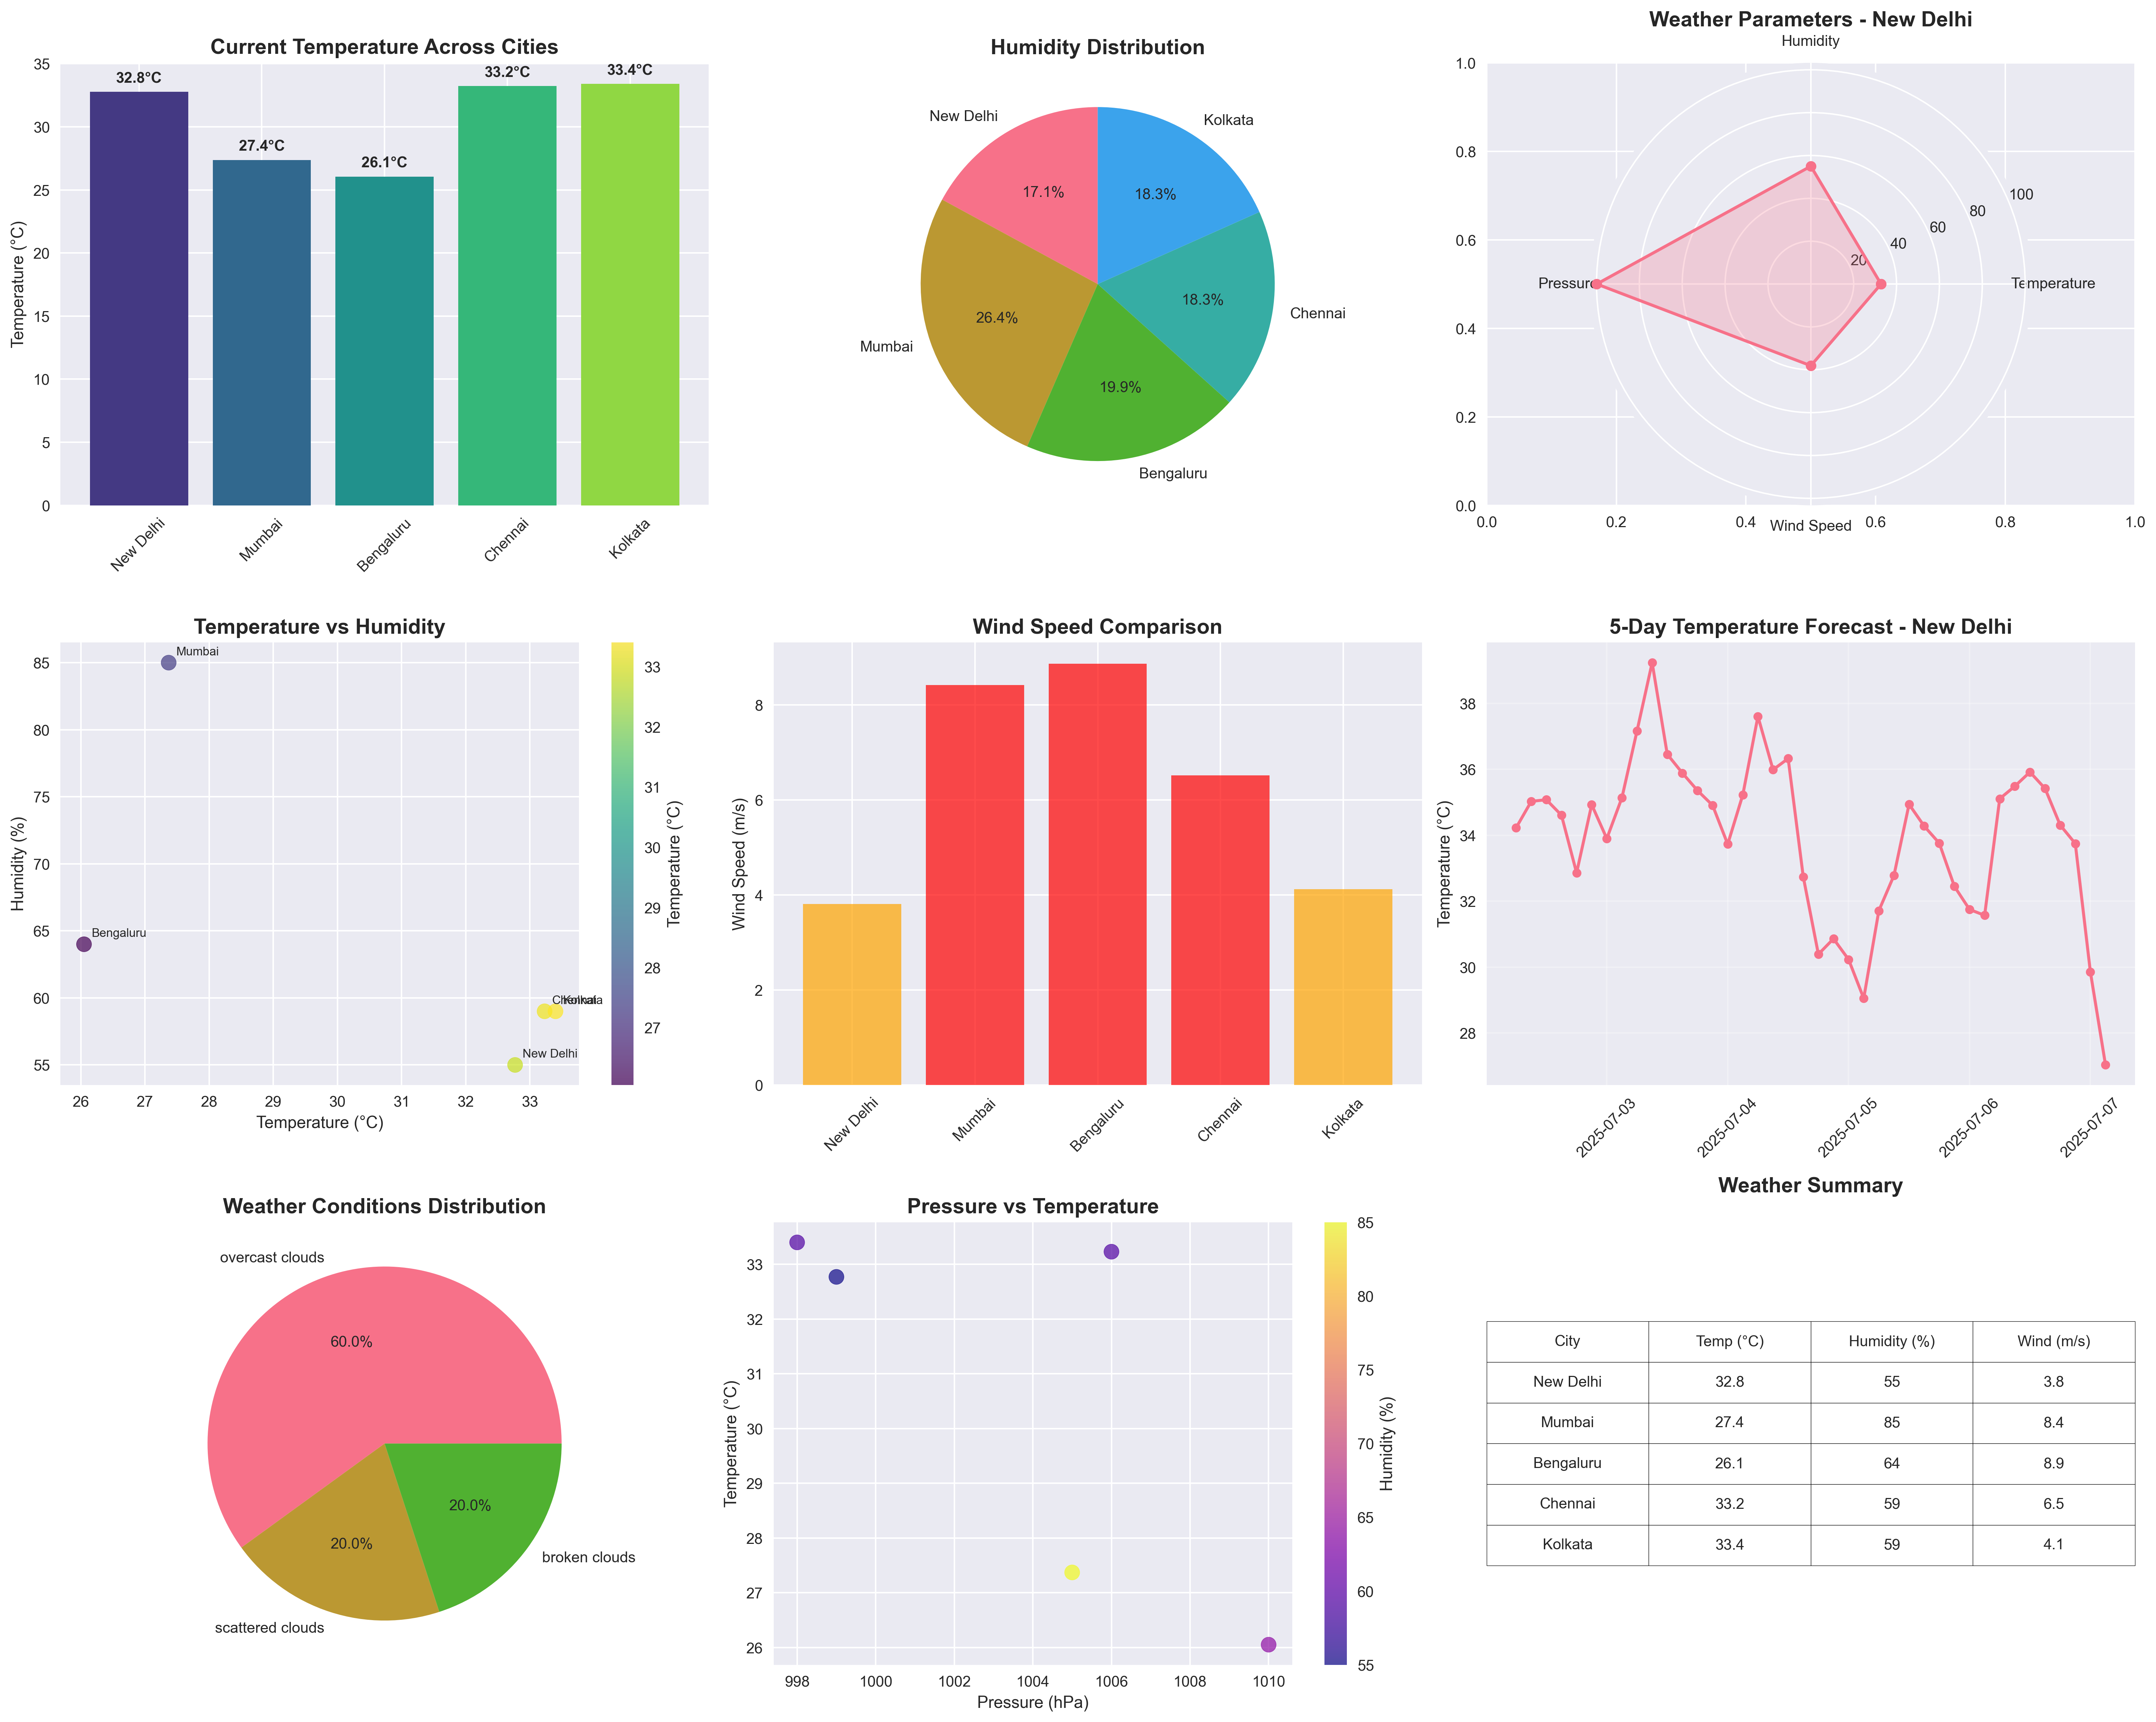 Current Temperature Across Cities
Temperature (°C)
35
30
25
20
15
10
5
0
32.8°C
27.4°C
26.1°C
33.2°C
33.4°C
New Delhi
Mumbai
Bengaluru
Chennai
Kolkata
Humidity Distribution
New Delhi
Kolkata
Mumbai
Chennai
Bengaluru
17.1%
18.3%
26.4%
18.3%
19.9%
Weather Parameters - New Delhi
Humidity
1.0
0.8
0.6
0.4
0.2
0.0
100
80
60
40
20
Pressure
Temperature
Wind Speed
0.0
0.2
0.4
0.6
0.8
1.0
Temperature vs Humidity
Humidity (%)
85
80
75
70
65
60
55
Mumbai
Bengaluru
Chennai
Kolkata
New Delhi
26
27
28
29
30
31
32
33
Temperature (°C)
33
32
31
30
29
28
27
Temperature (°C)
Wind Speed Comparison
Wind Speed (m/s)
8
6
4
2
0
New Delhi
Mumbai
Bengaluru
Chennai
Kolkata
5-Day Temperature Forecast - New Delhi
Temperature (°C)
38
36
34
32
30
28
2025-07-03
2025-07-04
2025-07-05
2025-07-06
2025-07-07
Weather Conditions Distribution
overcast clouds
60.0%
20.0%
20.0%
broken clouds
scattered clouds
Pressure vs Temperature
Temperature (°C)
33
32
31
30
29
28
27
26
998
1000
1002
1004
1006
1008
1010
Pressure (hPa)
85
80
75
70
65
60
55
Humidity (%)
Weather Summary
City Temp (°C) Humidity (%) Wind (m/s)
New Delhi 32.8 55 3.8
Mumbai 27.4 85 8.4
Bengaluru 26.1 64 8.9
Chennai 33.2 59 6.5
Kolkata 33.4 59 4.1